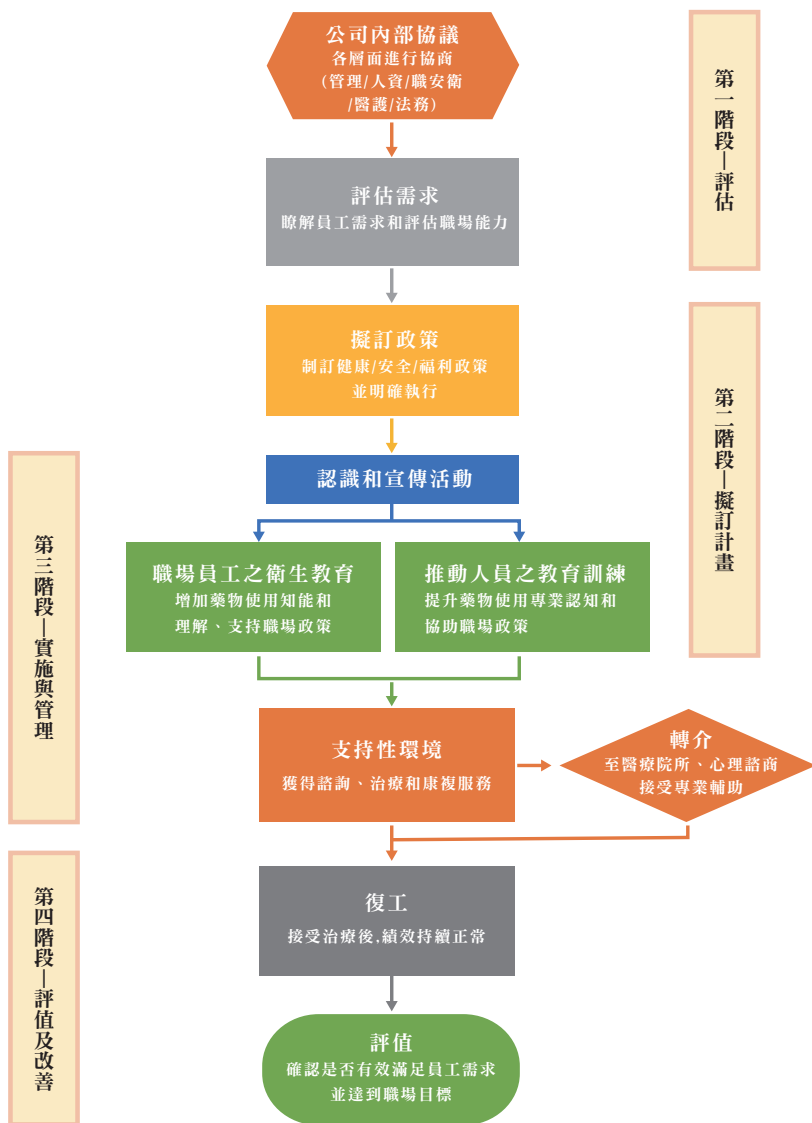 公司內部協議
各層面進行協商
(管理/人資/職安衛
/醫護/法務)
第一階段—評估
評估需求
瞭解員工需求和評估職場能力
擬訂政策
制訂健康/安全/福利政策
並明確執行
第二階段—擬訂計畫
認識和宣傳活動
第三階段—實施與管理
職場員工之衛生教育
增加藥物使用知能和
理解、支持職場政策
推動人員之教育訓練
提升藥物使用專業認知和
協助職場政策
支持性環境
獲得諮詢、治療和康複服務
轉介
至醫療院所、心理諮商
接受專業輔助
第四階段—評值及改善
復工
接受治療後,績效持續正常
評值
確認是否有效滿足員工需求
並達到職場目標